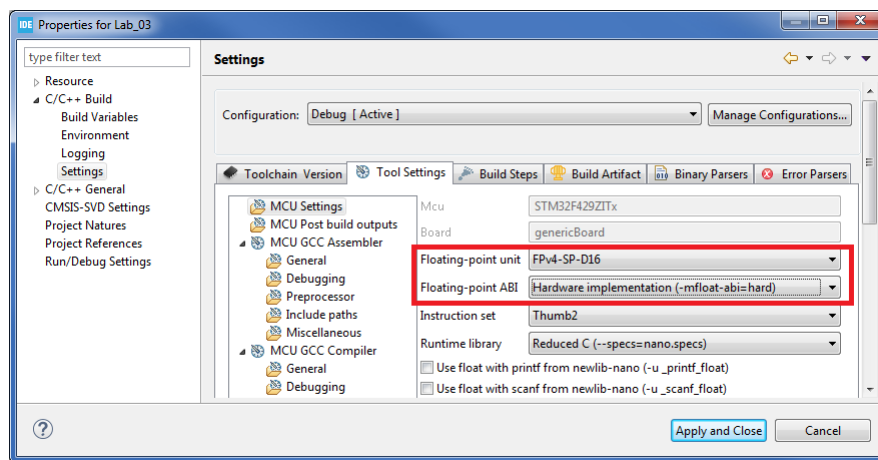 IDE Properties for Lab_03
type filter text
Resource
C/C++ Build
Build Variables
Environment
Logging
Settings
C/C++ General
CMSIS-SVD Settings
Project Natures
Project References
Run/Debug Settings
Settings
Configuration: Debug [ Active ] Manage Configurations...
Toolchain Version Tool Settings Build Steps Build Artifact Binary Parsers Error Parsers
MCU Settings
MCU Post build outputs
MCU GCC Assembler
General
Debugging
Preprocessor
Include paths
Miscellaneous
MCU GCC Compiler
General
Debugging
Mcu STM32F429ZITx
Board genericBoard
Floating-point unit FPv4-SP-D16
Floating-point ABI Hardware implementation (-mfloat-abi=hard)
Instruction set Thumb2
Runtime library Reduced C (--specs=nano.specs)
Use float with printf from newlib-nano (-u _printf_float)
Use float with scanf from newlib-nano (-u _scanf_float)
? Apply and Close Cancel